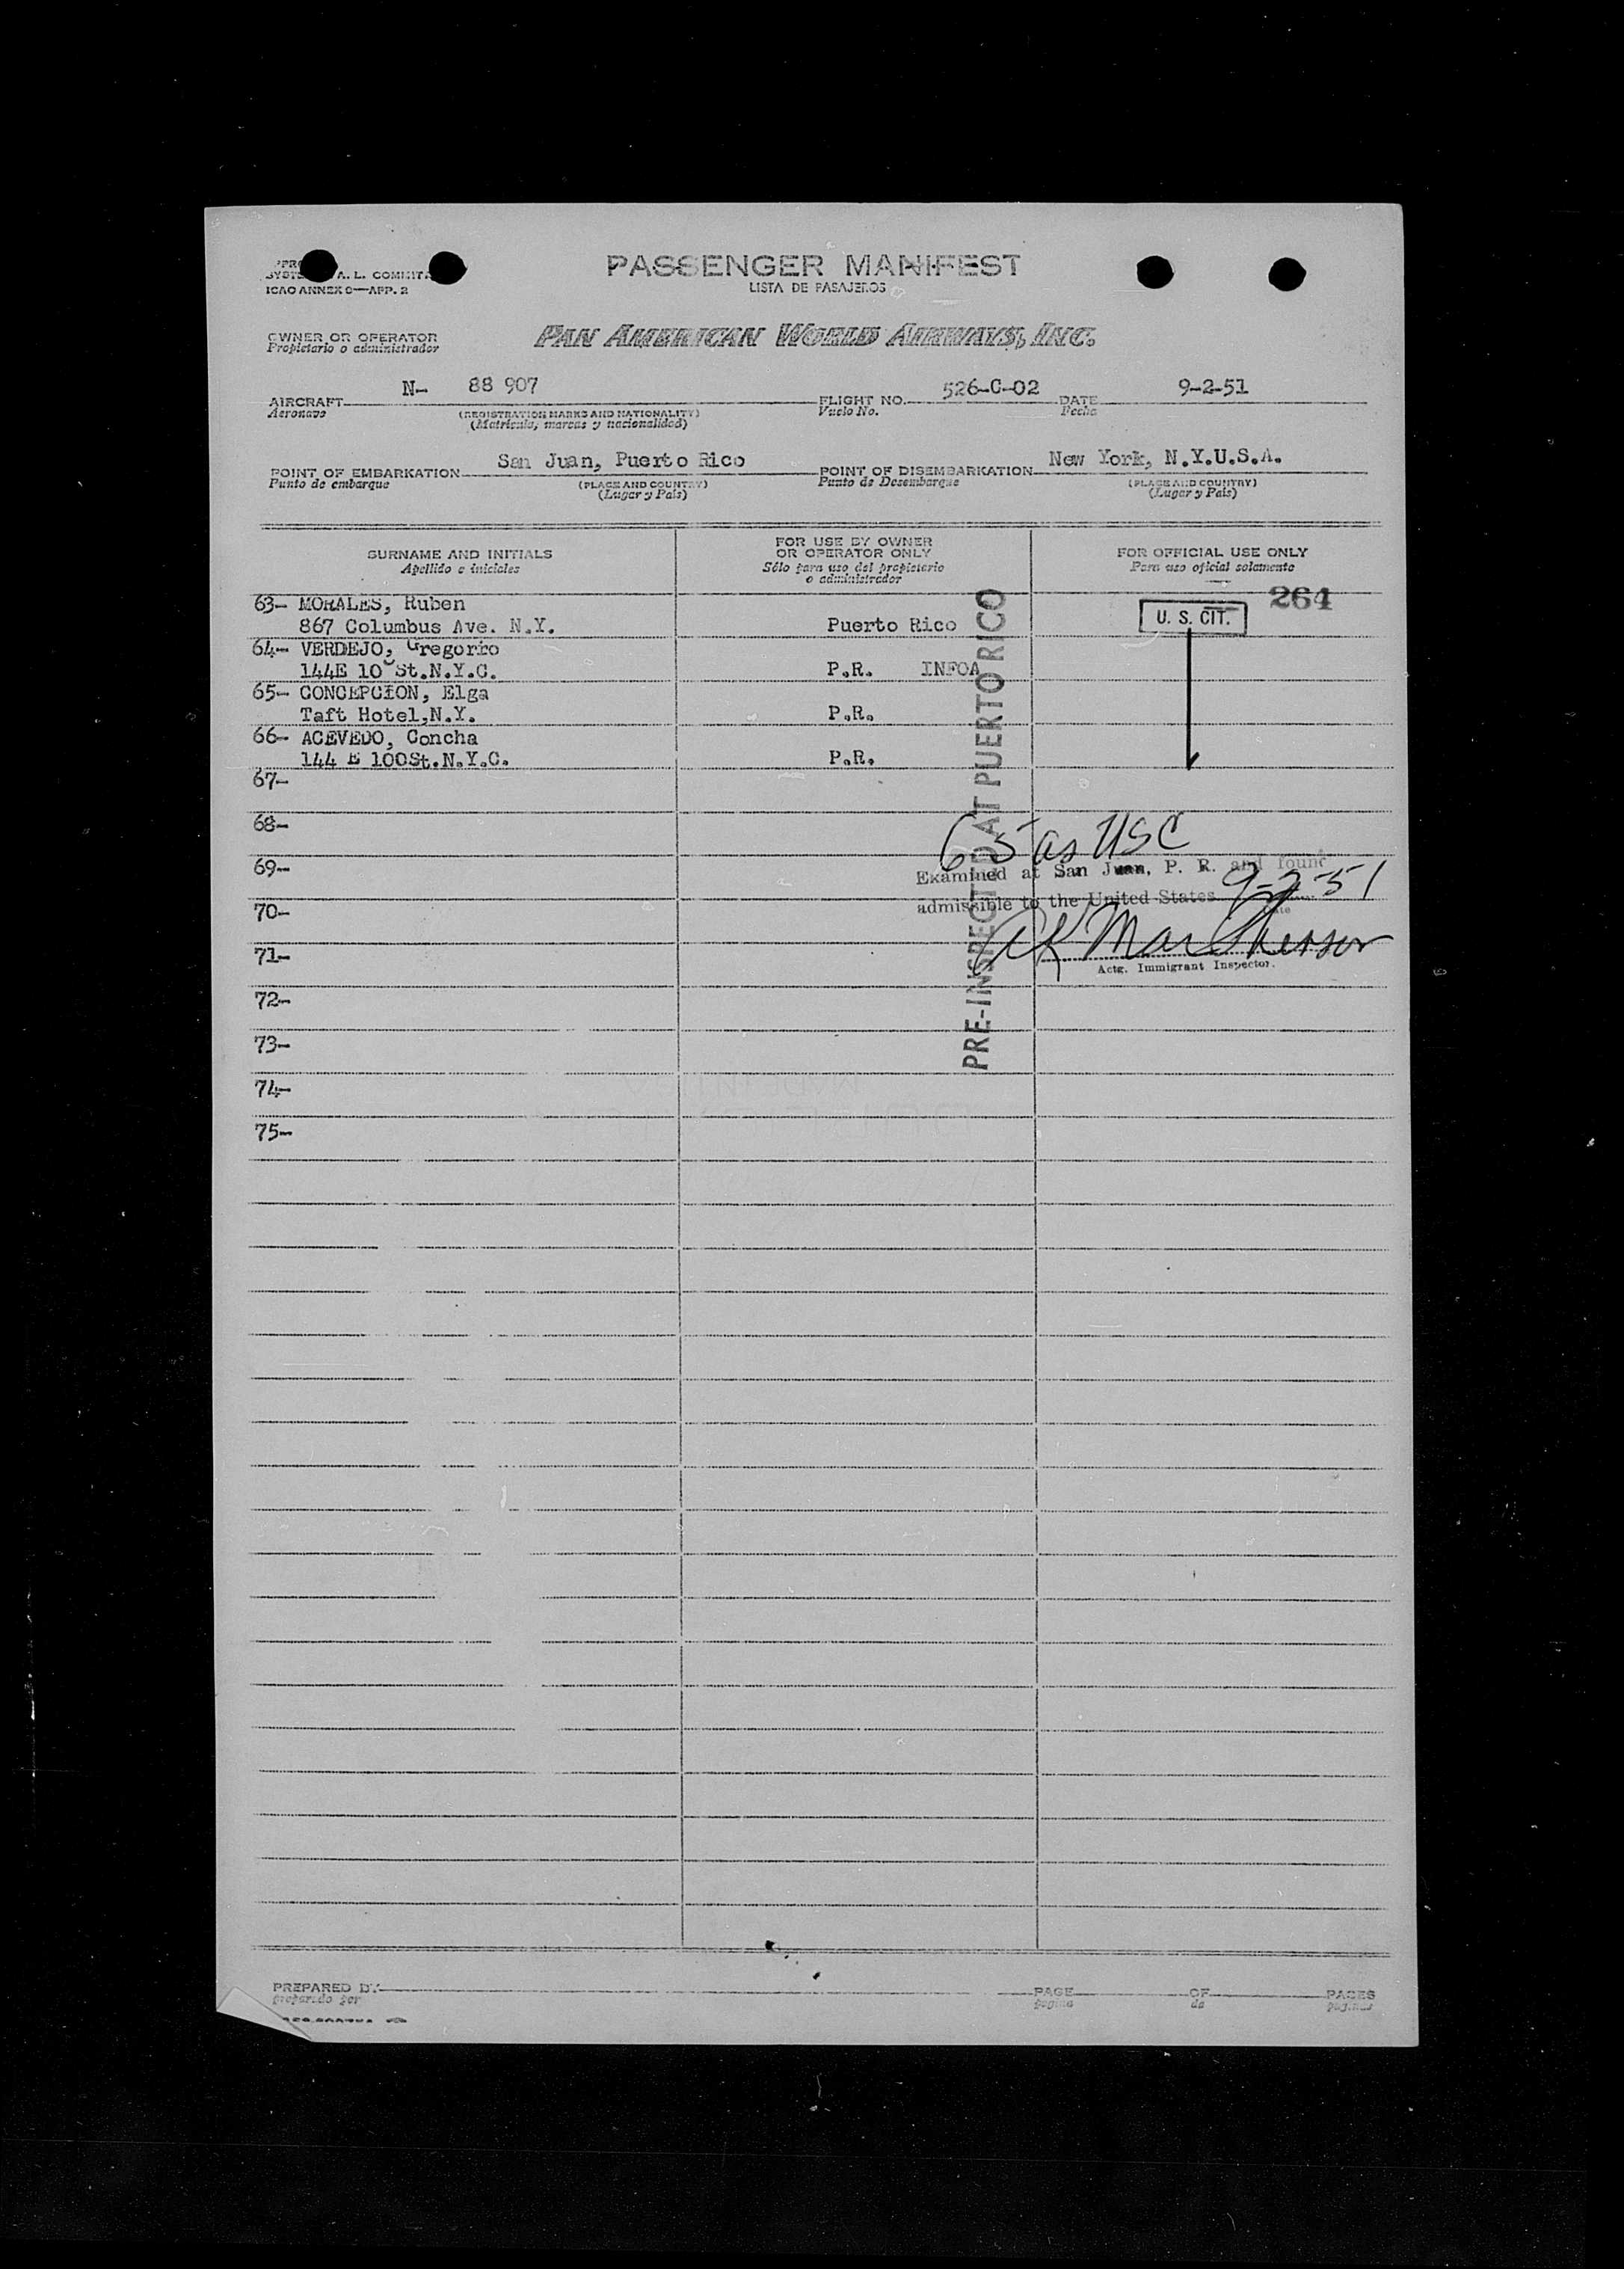 PASSENGER MANIFEST
LISTA DE PASAJEROS
A. L. COMMIT
ICAO ANNEX 9—APP. 2
OWNER OR OPERATOR
Propietario o administrador
PAN AMERICAN WORLD AIRWAYS, INC.
AIRCRAFT N- 88 907 FLIGHT NO. 526-C-02 DATE 9-2-51
Aeronave (REGISTRATION MARKS AND NATIONALITY) Vuelo No. Fecha
(Matrícula, marcas y nacionalidad)
POINT OF EMBARKATION San Juan, Puerto Rico POINT OF DISEMBARKATION New York, N.Y.U.S.A.
Punto de embarque (PLACE AND COUNTRY) Punto de Desembarque (PLACE AND COUNTRY)
(Lugar y País) (Lugar y País)
SURNAME AND INITIALS FOR USE BY OWNER OR OPERATOR ONLY FOR OFFICIAL USE ONLY
Apellido e iniciales Sólo para uso del propietario o administrador Para uso oficial solamente
264
63- MORALES, Ruben
867 Columbus Ave. N.Y. Puerto Rico U. S. CIT.
64- VERDEJO, Gregorio
144E 10 St.N.Y.C. P.R. INFOA
65- CONCEPCION, Elga
Taft Hotel,N.Y. P.R.
66- ACEVEDO, Concha
144 E 100St.N.Y.C. P.R.
67-
68-
69-
70-
71-
72-
73-
74-
75-
PRE-INSPECTED AT PUERTO RICO
65 as USC
Examined at San Juan, P. R. and found
admissible to the United States 9-2-51
Date
Actg. Immigrant Inspector.
PREPARED BY PAGE OF PAGES
preparado por página de páginas